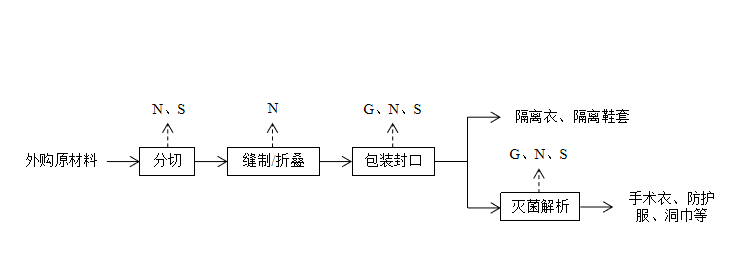 N、S
N
G、N、S
隔离衣、隔离鞋套
外购原材料
分切
缝制/折叠
包装封口
G、N、S
灭菌解析
手术衣、防护
服、洞巾等